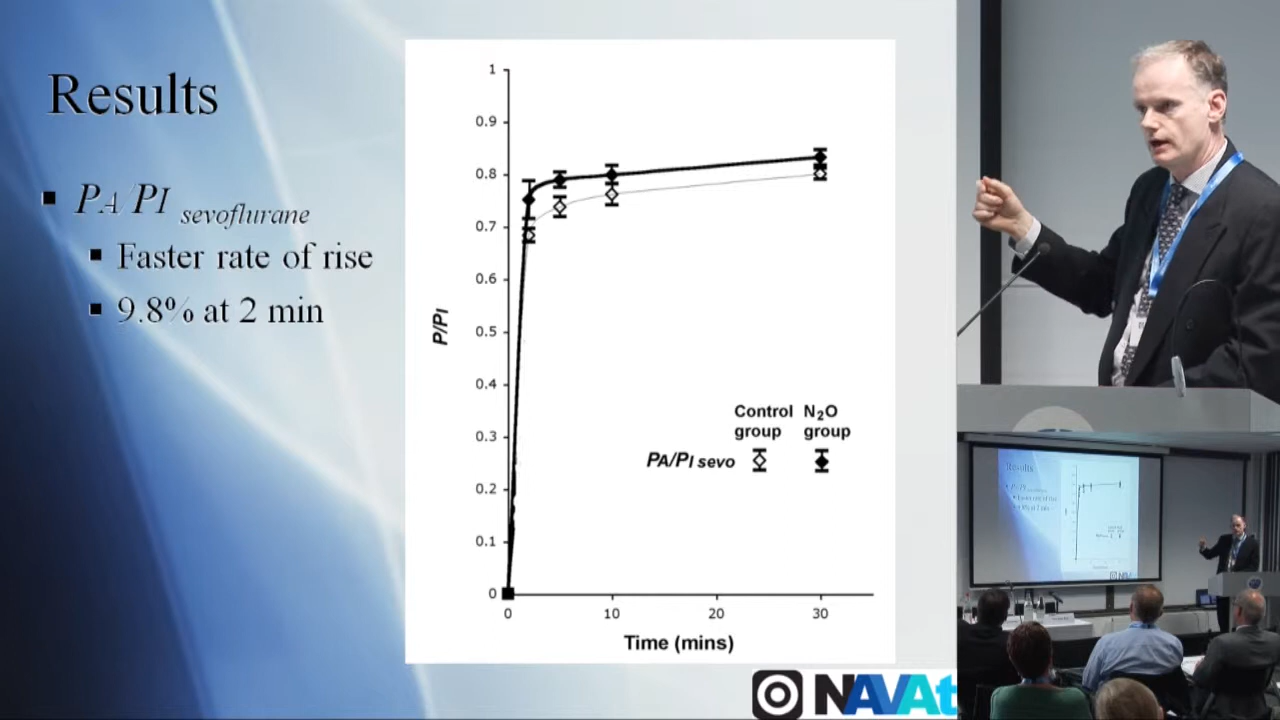 Results
PA/PI sevoflurane
Faster rate of rise
9.8% at 2 min
1
0.9
0.8
0.7
0.6
0.5
0.4
0.3
0.2
0.1
0
P/PI
0 10 20 30
Time (mins)
Control group
N₂O group
PA/PI sevo
NAVAt
Results